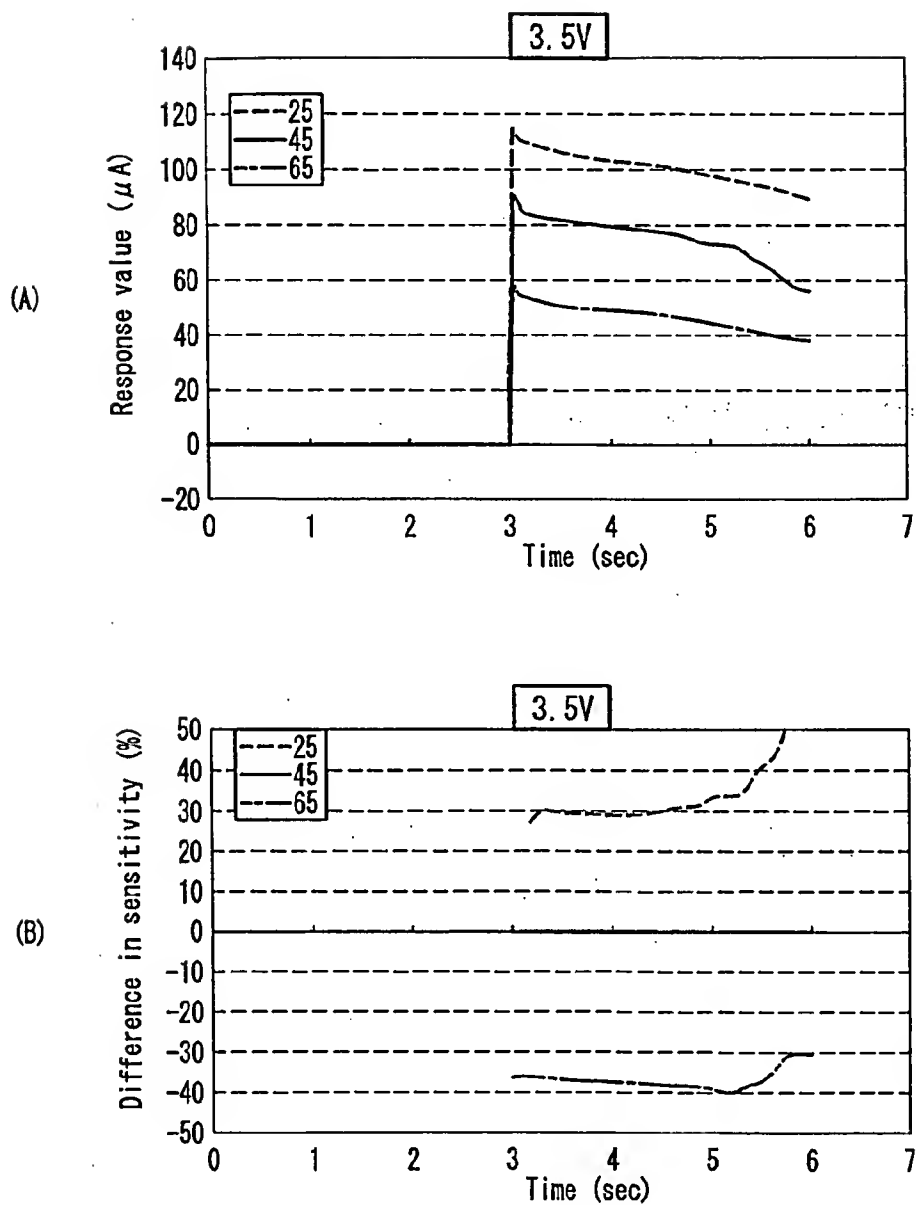 3.5V
140
120
100
80
60
40
20
0
-20
25
45
65
Response value (μA)
(A)
0 1 2 3 4 5 6 7
Time (sec)
3.5V
50
40
30
20
10
0
-10
-20
-30
-40
-50
25
45
65
Difference in sensitivity (%)
(B)
0 1 2 3 4 5 6 7
Time (sec)